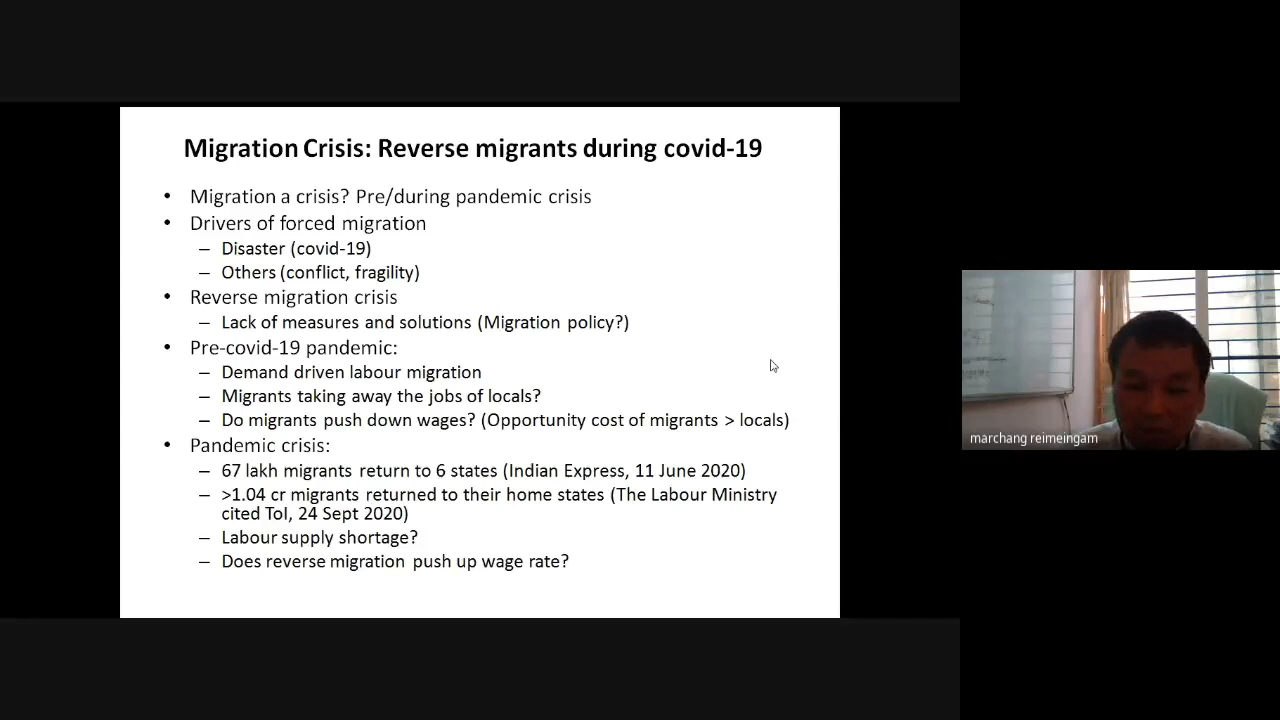 Migration Crisis: Reverse migrants during covid-19
• Migration a crisis? Pre/during pandemic crisis
• Drivers of forced migration
– Disaster (covid-19)
– Others (conflict, fragility)
• Reverse migration crisis
– Lack of measures and solutions (Migration policy?)
• Pre-covid-19 pandemic:
– Demand driven labour migration
– Migrants taking away the jobs of locals?
– Do migrants push down wages? (Opportunity cost of migrants > locals)
• Pandemic crisis:
– 67 lakh migrants return to 6 states (Indian Express, 11 June 2020)
– >1.04 cr migrants returned to their home states (The Labour Ministry
cited ToI, 24 Sept 2020)
– Labour supply shortage?
– Does reverse migration push up wage rate?
marchang reimeingam